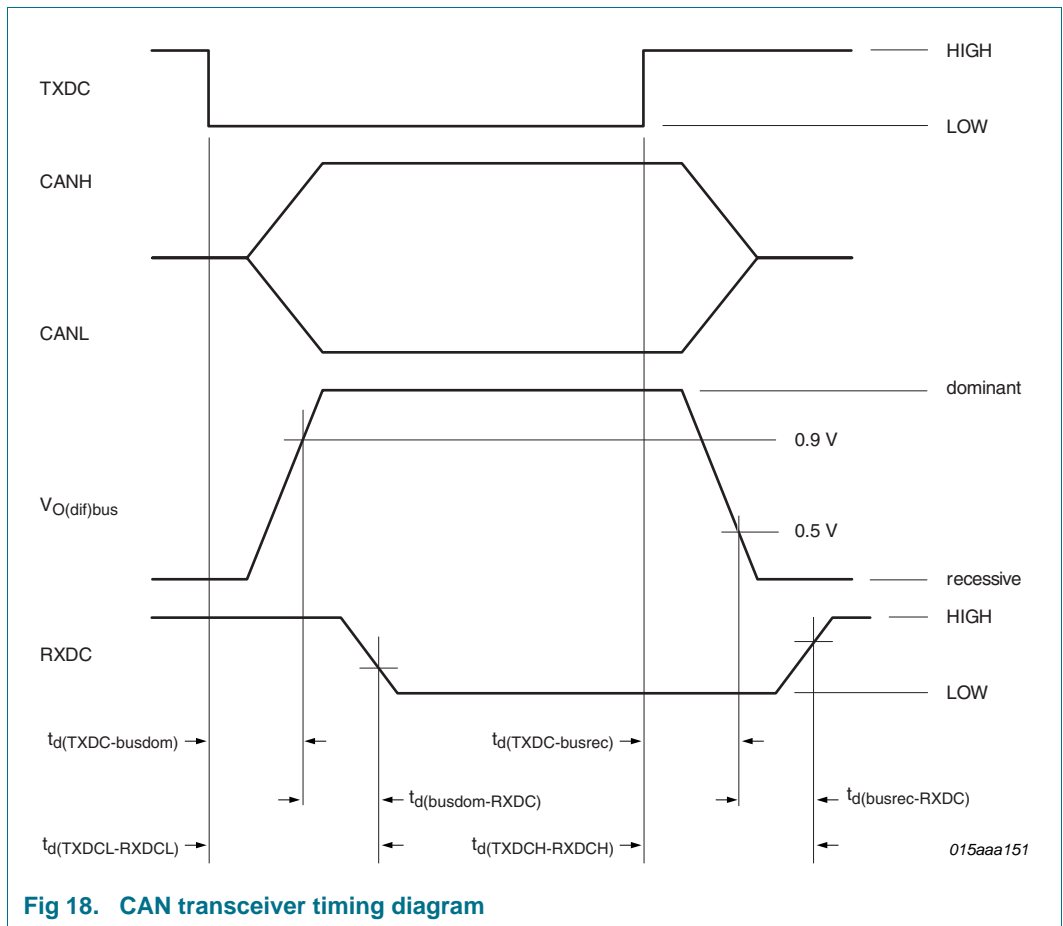 HIGH
TXDC
LOW
CANH
CANL
dominant
0.9 V
VO(dif)bus
0.5 V
recessive
HIGH
RXDC
LOW
td(TXDC-busdom)
td(TXDC-busrec)
td(busdom-RXDC)
td(busrec-RXDC)
td(TXDCL-RXDCL)
td(TXDCH-RXDCH)
015aaa151
Fig 18. CAN transceiver timing diagram